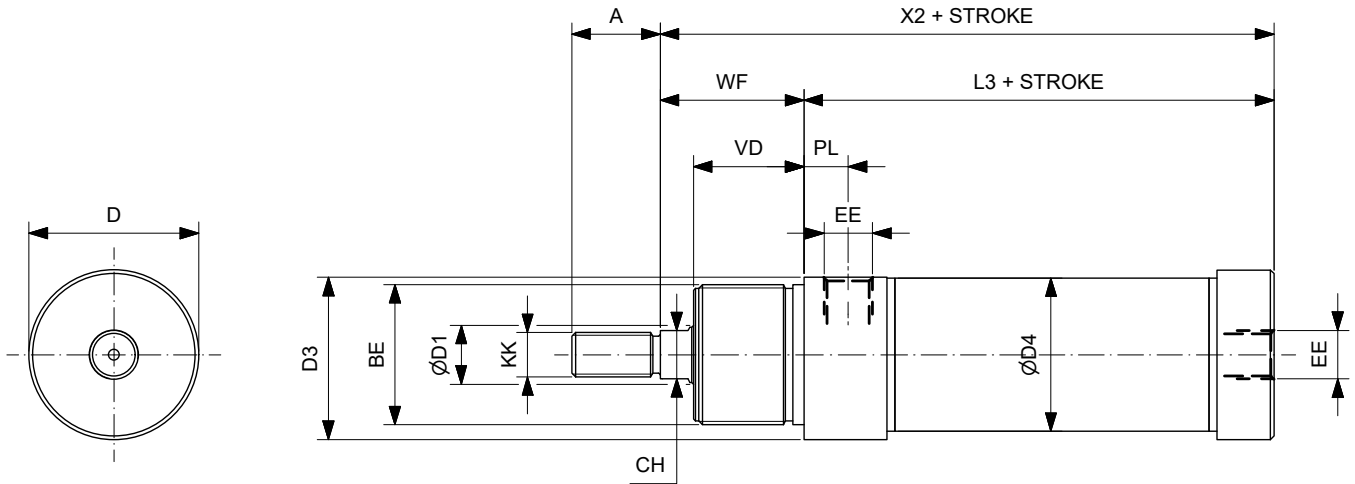 A
X2 + STROKE
WF
L3 + STROKE
VD
PL
D
EE
D3
BE
ØD1
KK
ØD4
EE
CH